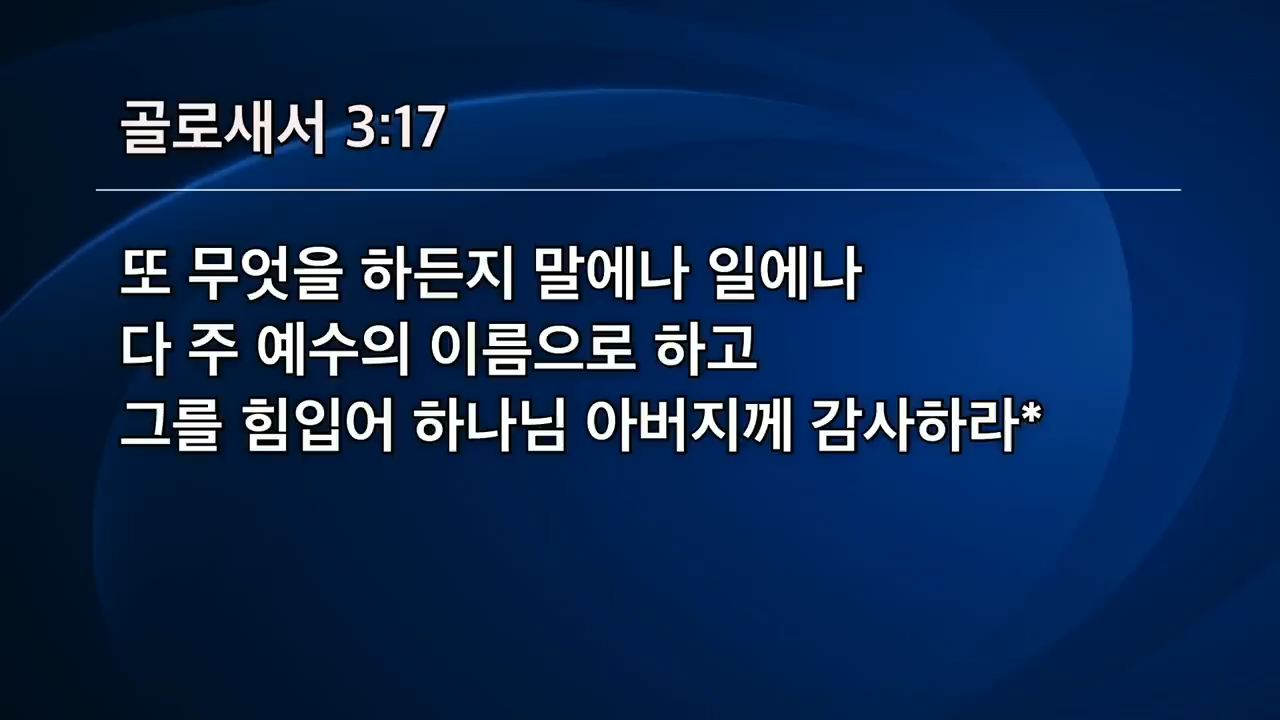 골로새서 3:17
또 무엇을 하든지 말에나 일에나
다 주 예수의 이름으로 하고
그를 힘입어 하나님 아버지께 감사하라*